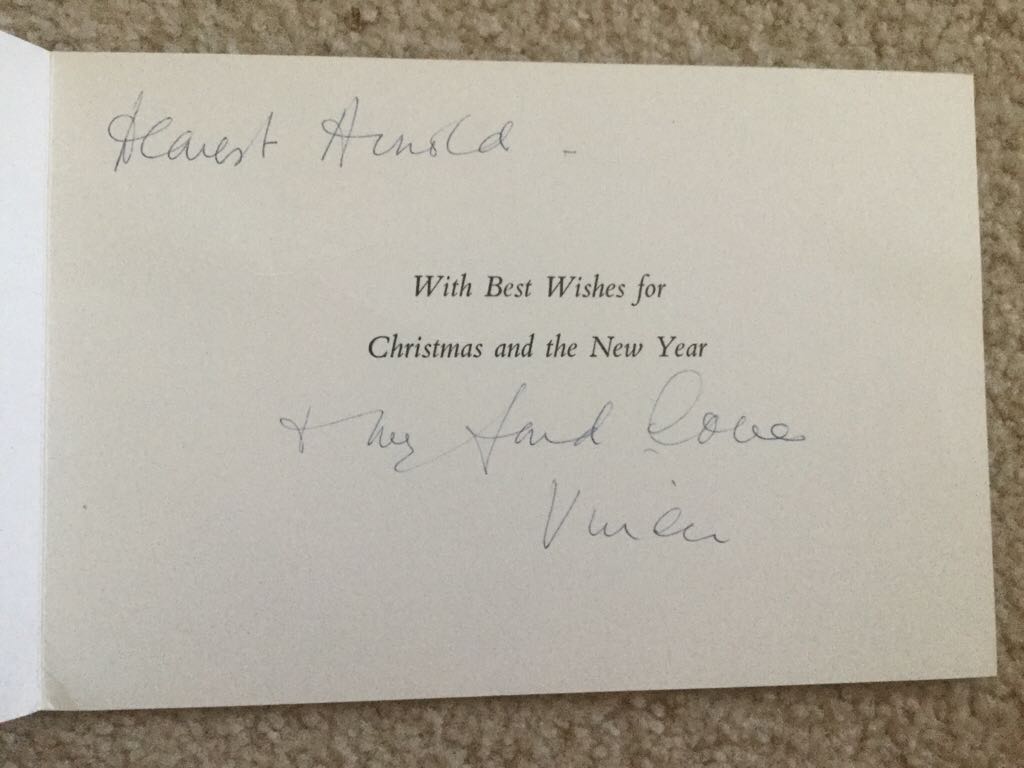 Dearest Arnold -
With Best Wishes for
Christmas and the New Year
+ my fond love
Vivien